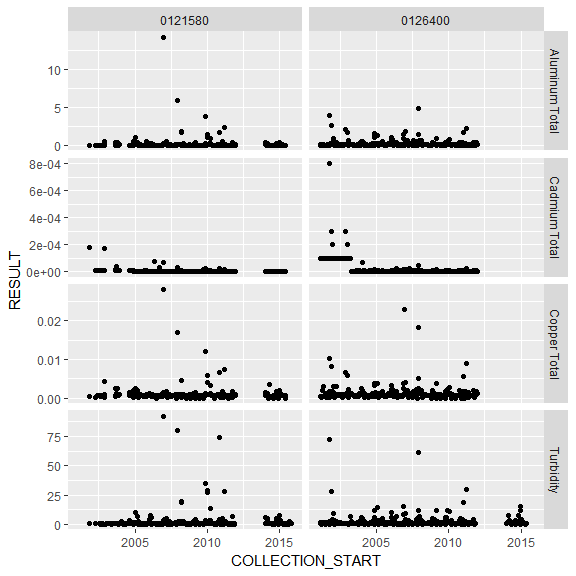 0121580 0126400
10
5
0
Aluminum Total
8e-04
6e-04
4e-04
2e-04
0e+00
Cadmium Total
0.02
0.01
0.00
Copper Total
75
50
25
0
Turbidity
RESULT
2005 2010 2015 2005 2010 2015
COLLECTION_START